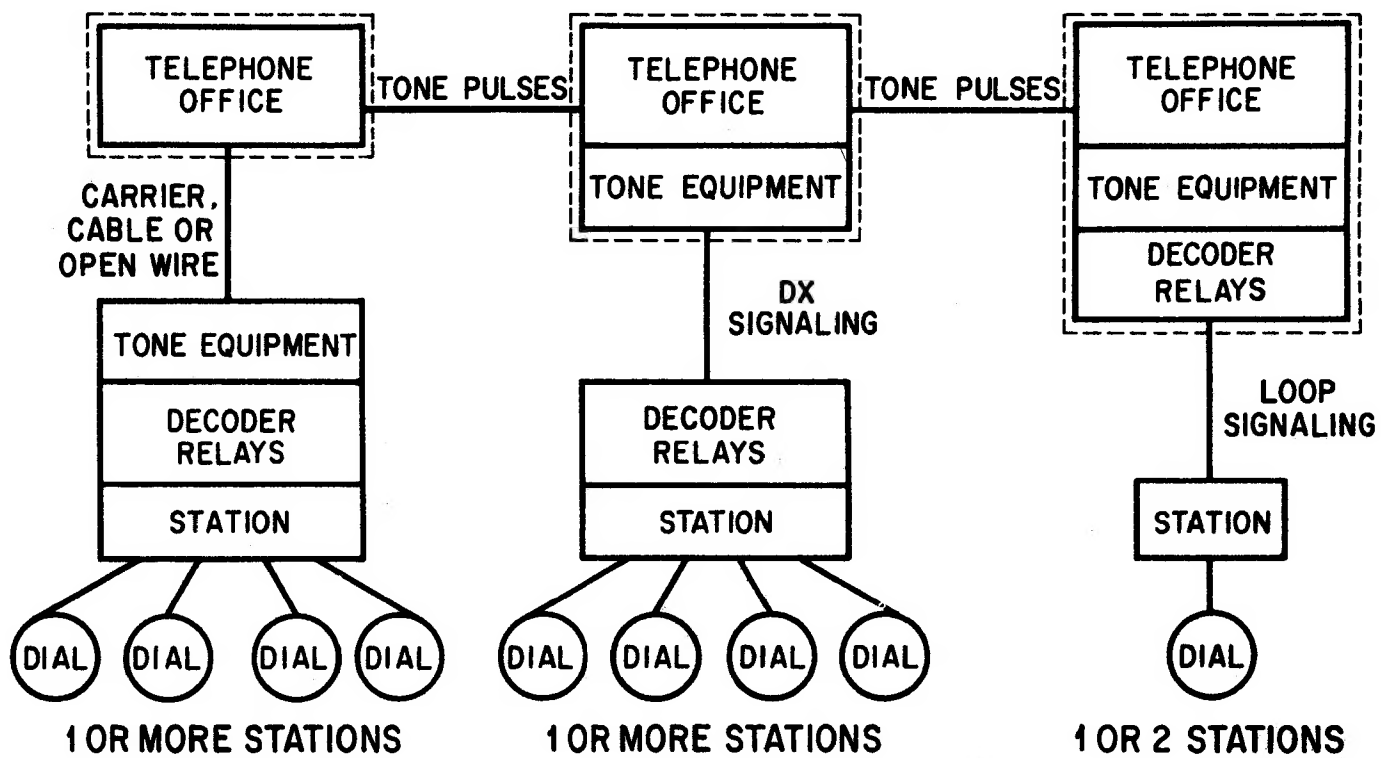 TELEPHONE
OFFICE
TONE PULSES
TELEPHONE
OFFICE
TONE EQUIPMENT
TONE PULSES
TELEPHONE
OFFICE
TONE EQUIPMENT
DECODER
RELAYS
CARRIER,
CABLE OR
OPEN WIRE
DX
SIGNALING
LOOP
SIGNALING
TONE EQUIPMENT
DECODER
RELAYS
STATION
DECODER
RELAYS
STATION
STATION
DIAL
DIAL
DIAL
DIAL
DIAL
DIAL
DIAL
DIAL
DIAL
1 OR MORE STATIONS
1 OR MORE STATIONS
1 OR 2 STATIONS